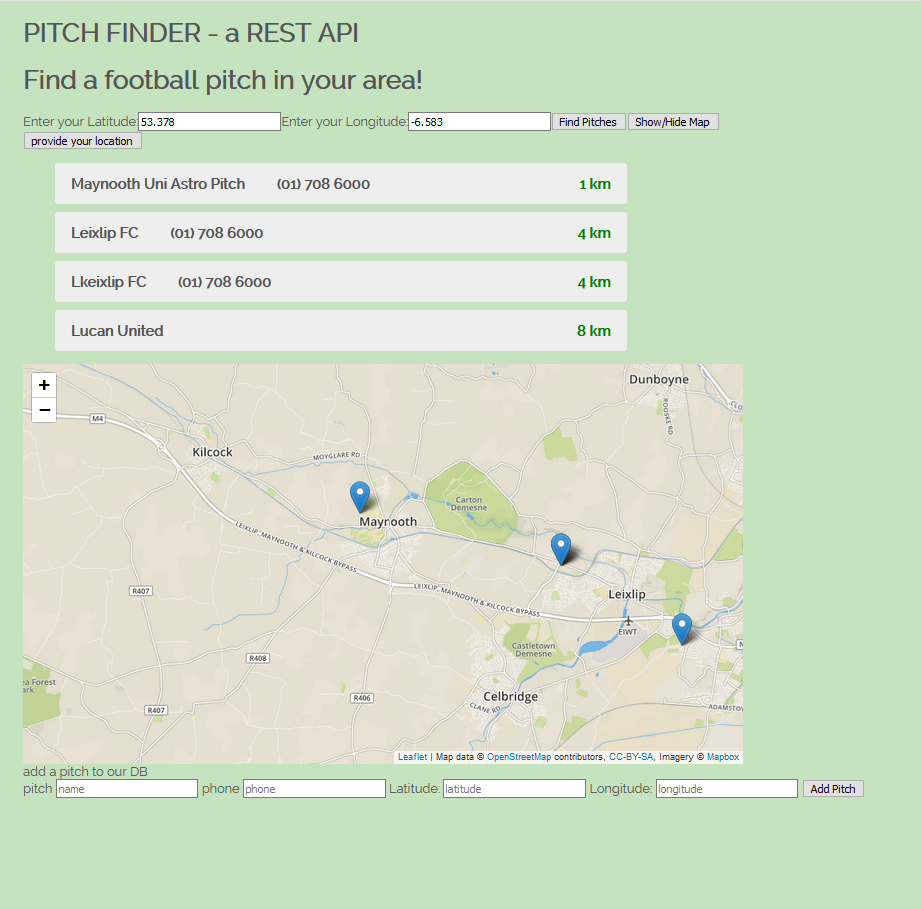 PITCH FINDER - a REST API
Find a football pitch in your area!
Enter your Latitude: 53.378 Enter your Longitude: -6.583 Find Pitches Show/Hide Map
provide your location
Maynooth Uni Astro Pitch (01) 708 6000 1 km
Leixlip FC (01) 708 6000 4 km
Lkeixlip FC (01) 708 6000 4 km
Lucan United 8 km
+
−
Dunboyne
ROOSKE RD
CLO
M4
Kilcock
MOYGLARE RD
Carton
Demesne
Maynooth
LEIXLIP, MAYNOOTH & KILCOCK BYPASS
LEIXLIP, MAYNOOTH & KILCOCK BYPASS
R407
Leixlip
EIWT
N
Castletown
Demesne
R408
ea Forest
ark
R406
Celbridge
CLANE RD
R407
ADAMSTOW
Leaflet | Map data © OpenStreetMap contributors, CC-BY-SA, Imagery © Mapbox
add a pitch to our DB
pitch name phone phone Latitude: latitude Longitude: longitude Add Pitch